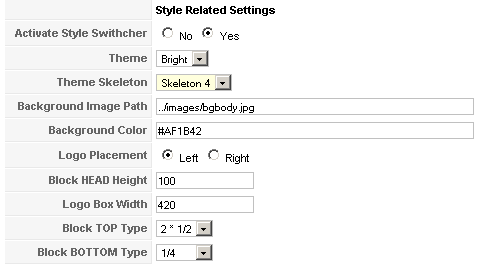 Style Related Settings
Activate Style Swithcher No Yes
Theme Bright
Theme Skeleton Skeleton 4
Background Image Path ../images/bgbody.jpg
Background Color #AF1B42
Logo Placement Left Right
Block HEAD Height 100
Logo Box Width 420
Block TOP Type 2 * 1/2
Block BOTTOM Type 1/4